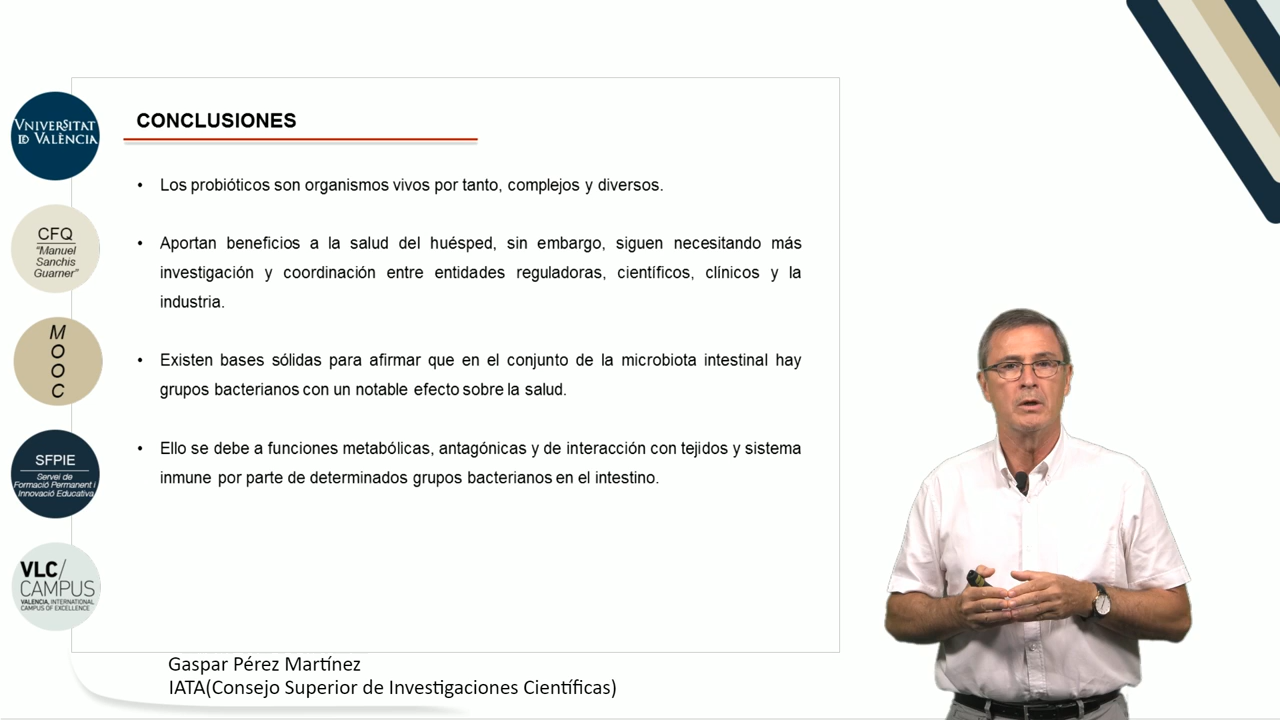 VNIVERSITAT
ID VALÈNCIA
CFQ
"Manuel
Sanchis
Guarner"
M
O
O
C
SFPIE
Servei de
Formació Permanent i
Innovació Educativa
VLC/
CAMPUS
VALENCIA, INTERNATIONAL
CAMPUS OF EXCELLENCE
CONCLUSIONES
• Los probióticos son organismos vivos por tanto, complejos y diversos.
• Aportan beneficios a la salud del huésped, sin embargo, siguen necesitando más
investigación y coordinación entre entidades reguladoras, científicos, clínicos y la
industria.
• Existen bases sólidas para afirmar que en el conjunto de la microbiota intestinal hay
grupos bacterianos con un notable efecto sobre la salud.
• Ello se debe a funciones metabólicas, antagónicas y de interacción con tejidos y sistema
inmune por parte de determinados grupos bacterianos en el intestino.
Gaspar Pérez Martínez
IATA(Consejo Superior de Investigaciones Científicas)